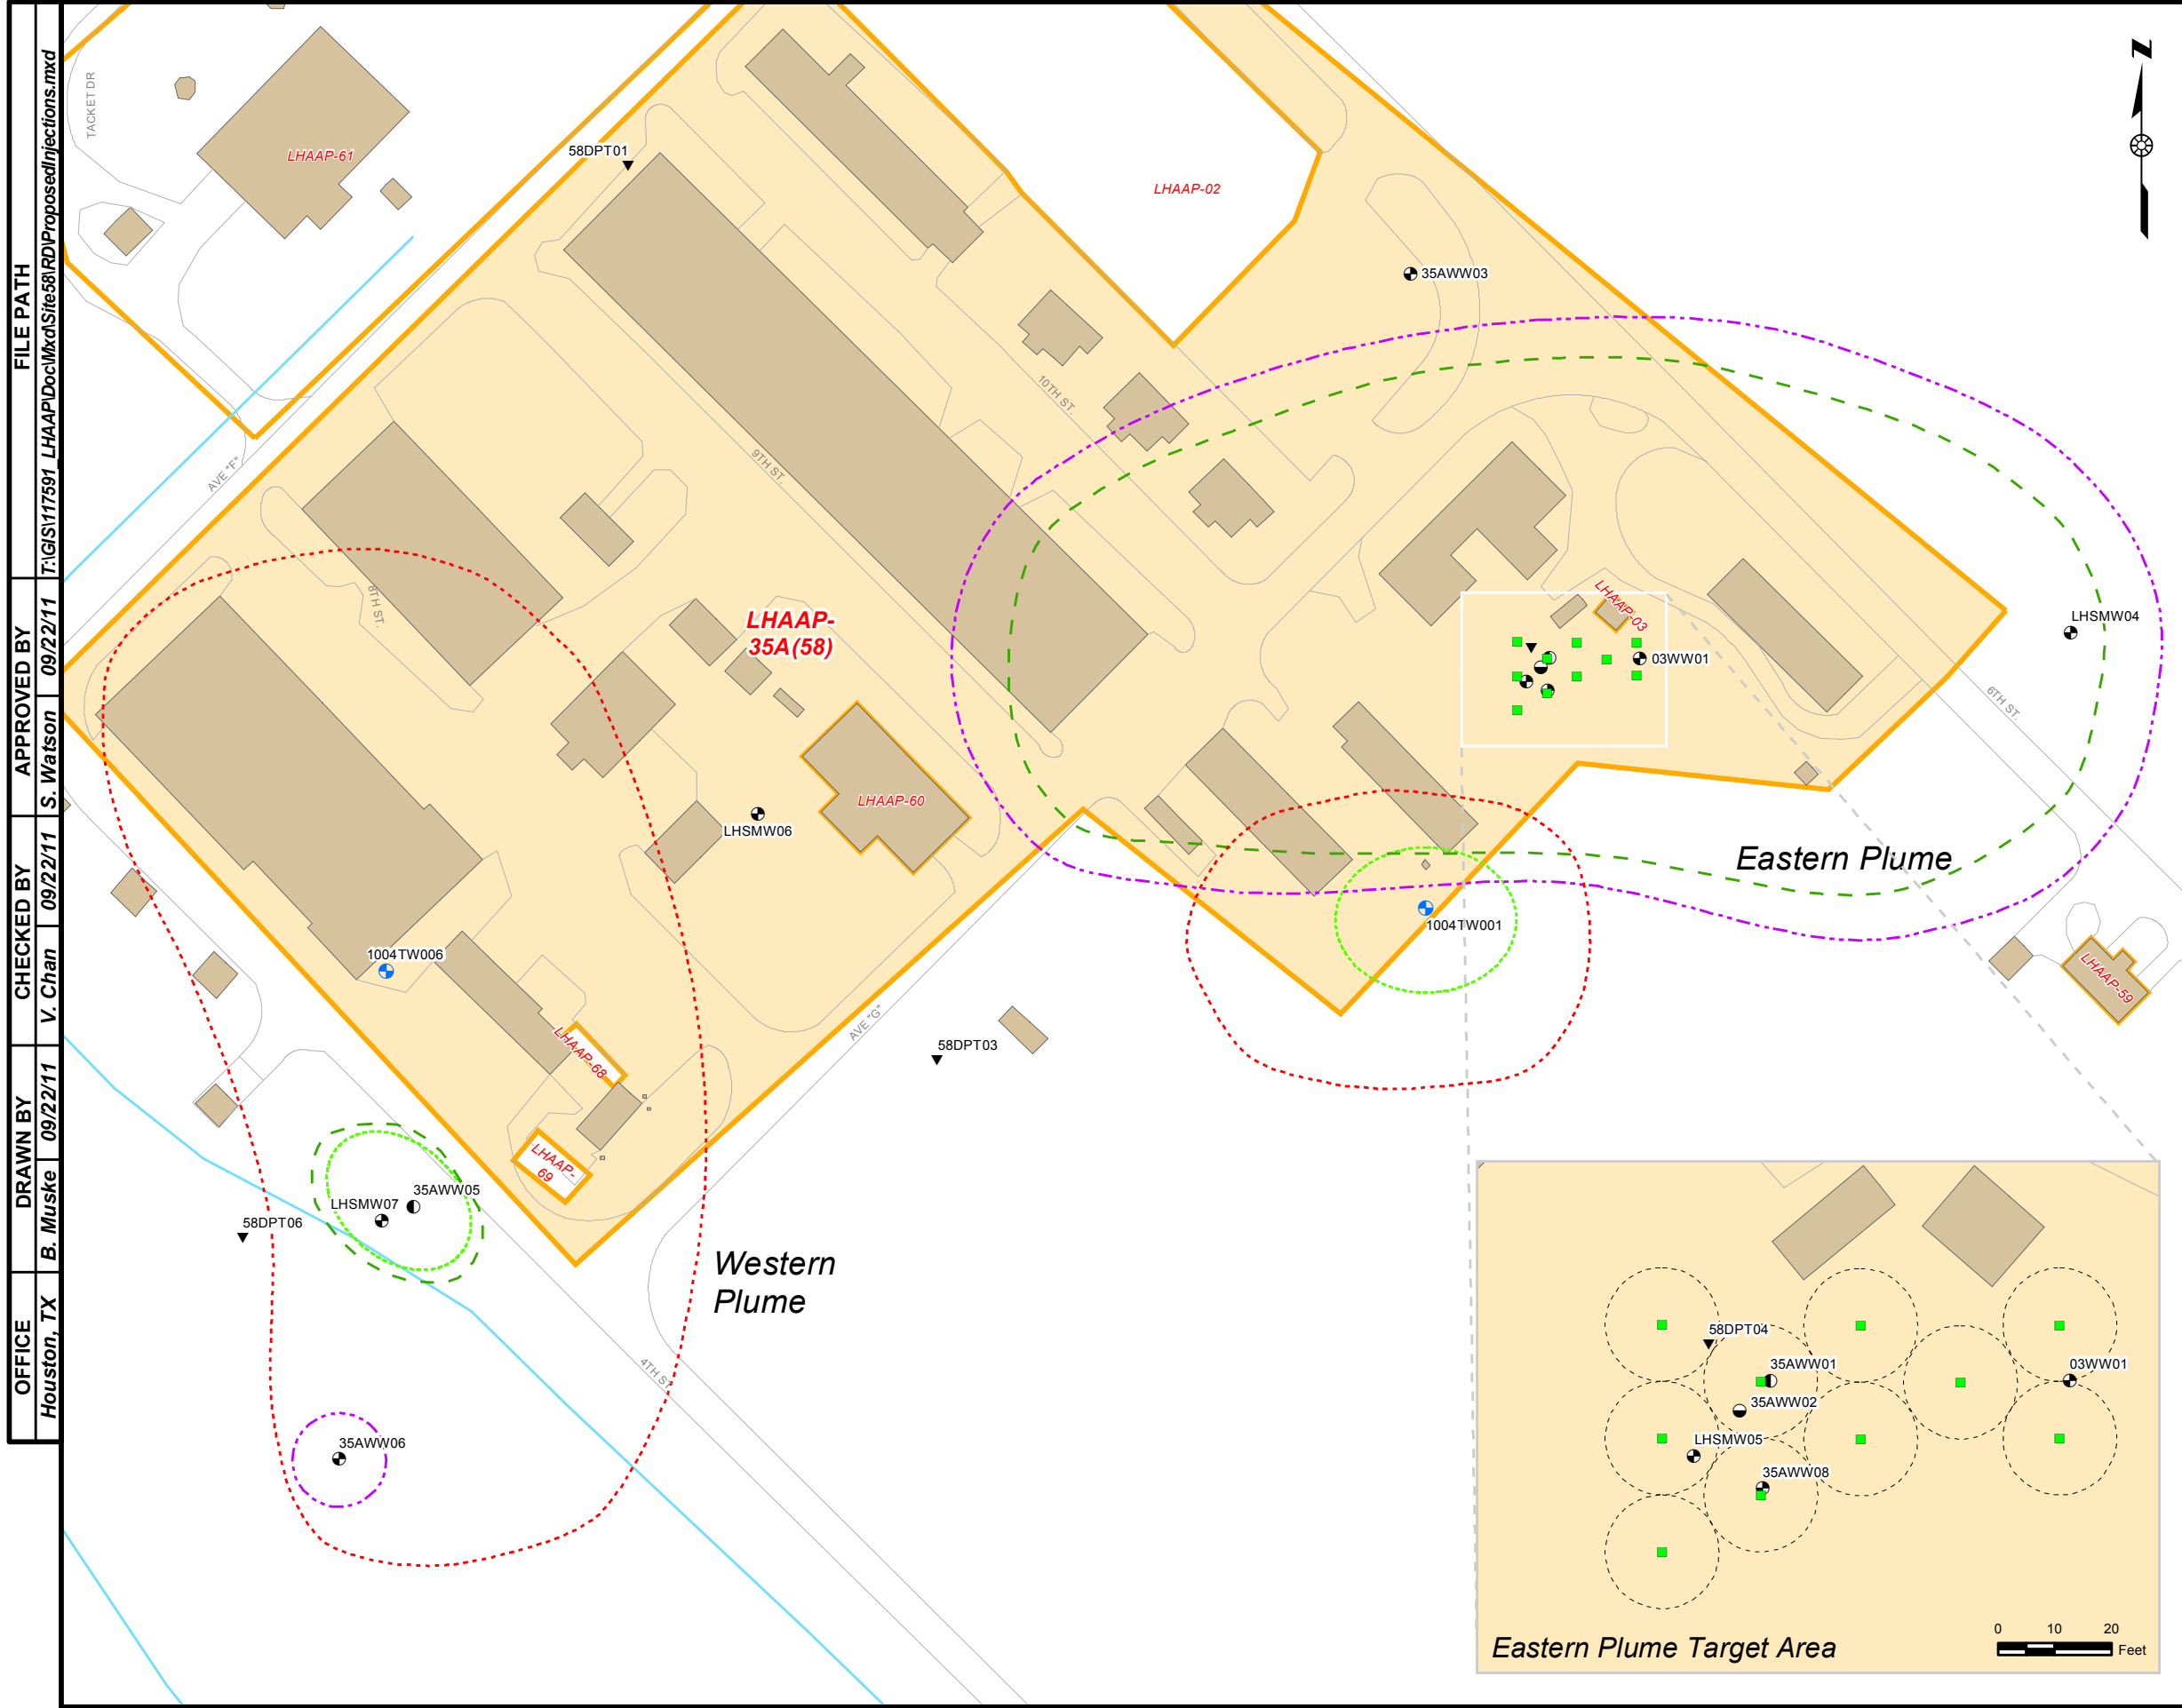 FILE PATH
T:\GIS\117591_LHAAP\Doc\Mxd\Site58\RD\ProposedInjections.mxd
APPROVED BY
S. Watson 09/22/11
CHECKED BY
V. Chan 09/22/11
DRAWN BY
B. Muske 09/22/11
OFFICE
Houston, TX
N
TACKET DR
LHAAP-61
58DPT01
LHAAP-02
35AWW03
10TH ST.
9TH ST.
AVE "F"
8TH ST.
LHAAP-
35A(58)
LHAAP-03
LHSMW04
03WW01
6TH ST.
LHAAP-60
LHSMW06
Eastern Plume
1004TW001
1004TW006
LHAAP-59
AVE "G"
58DPT03
LHAAP-68
LHAAP-
69
35AWW05
LHSMW07
58DPT06
Western
Plume
4TH ST.
35AWW06
58DPT04
35AWW01
03WW01
35AWW02
LHSMW05
35AWW08
0 10 20
Feet
Eastern Plume Target Area